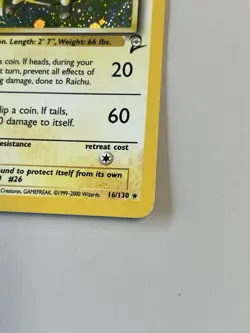 on. Length: 2' 7", Weight: 66 lbs.
a coin. If heads, during your
turn, prevent all effects of 20
g damage, done to Raichu.
lip a coin. If tails, 60
0 damage to itself.
esistance retreat cost
ound to protect itself from its own
0 #26
Creatures, GAMEFREAK. ©1999-2000 Wizards. 16/130 ★